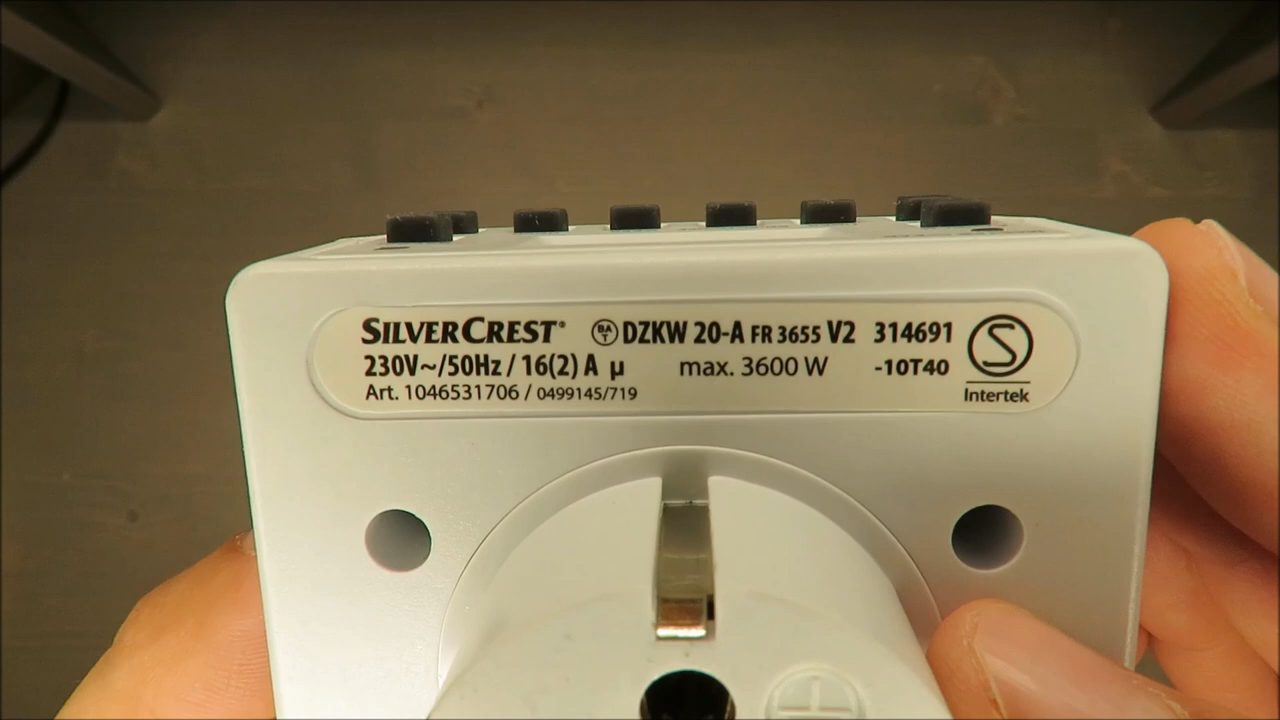 SILVERCREST® BAT DZKW 20-A FR 3655 V2 314691
230V~/50Hz / 16(2) A µ max. 3600 W -10T40
Art. 1046531706 / 0499145/719
S
Intertek